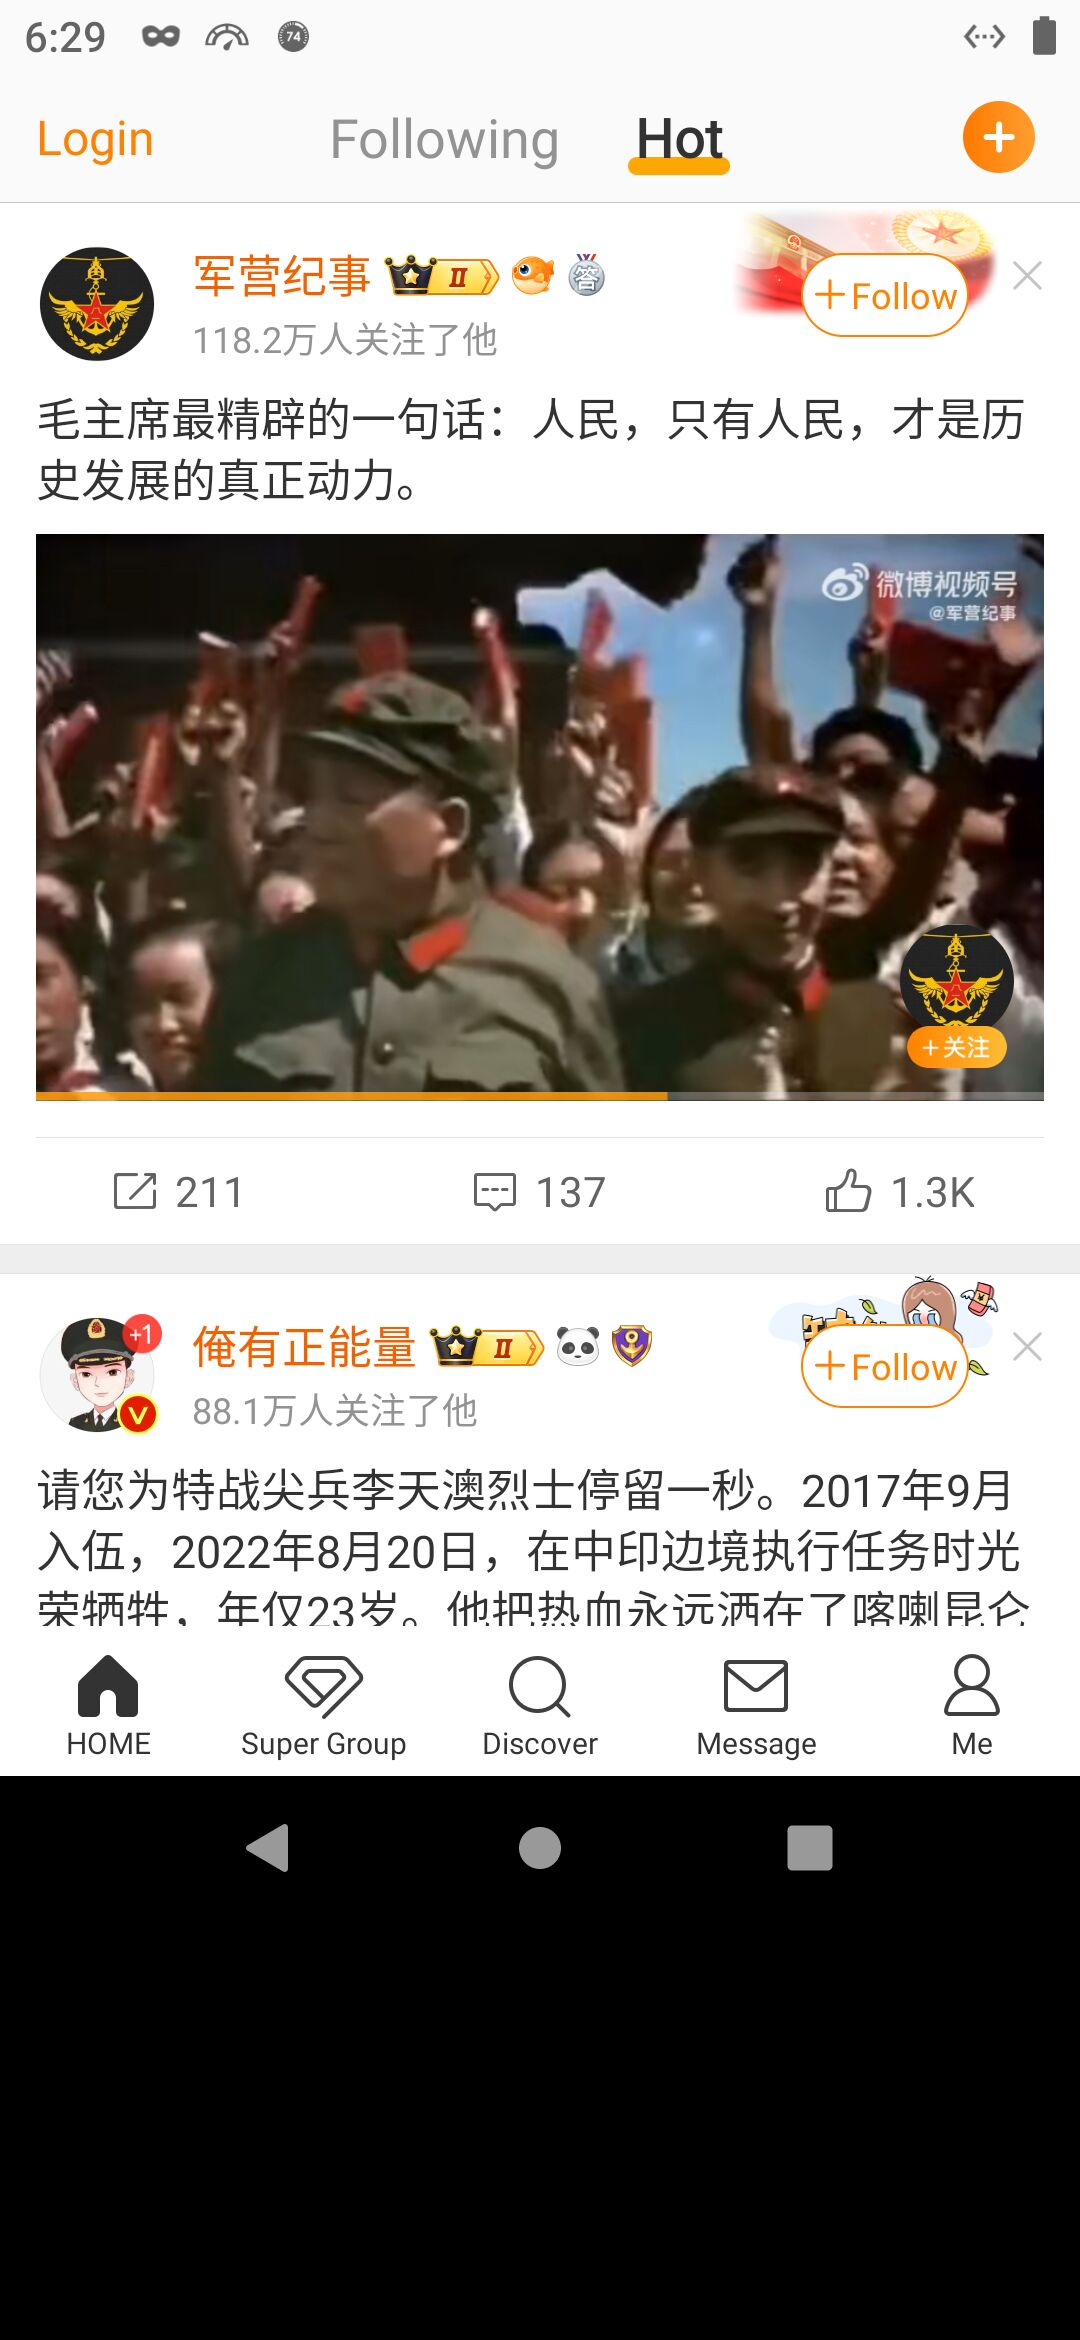 6:29
74
Login
Following
Hot
军营纪事
II
答
+Follow
118.2万人关注了他
毛主席最精辟的一句话：人民，只有人民，才是历
史发展的真正动力。
微博视频号
@军营纪事
+关注
211
137
1.3K
+1
俺有正能量
II
+Follow
V
88.1万人关注了他
请您为特战尖兵李天澳烈士停留一秒。2017年9月
入伍，2022年8月20日，在中印边境执行任务时光
荣牺牲，年仅23岁。他把热血永远洒在了喀喇昆仑
HOME
Super Group
Discover
Message
Me